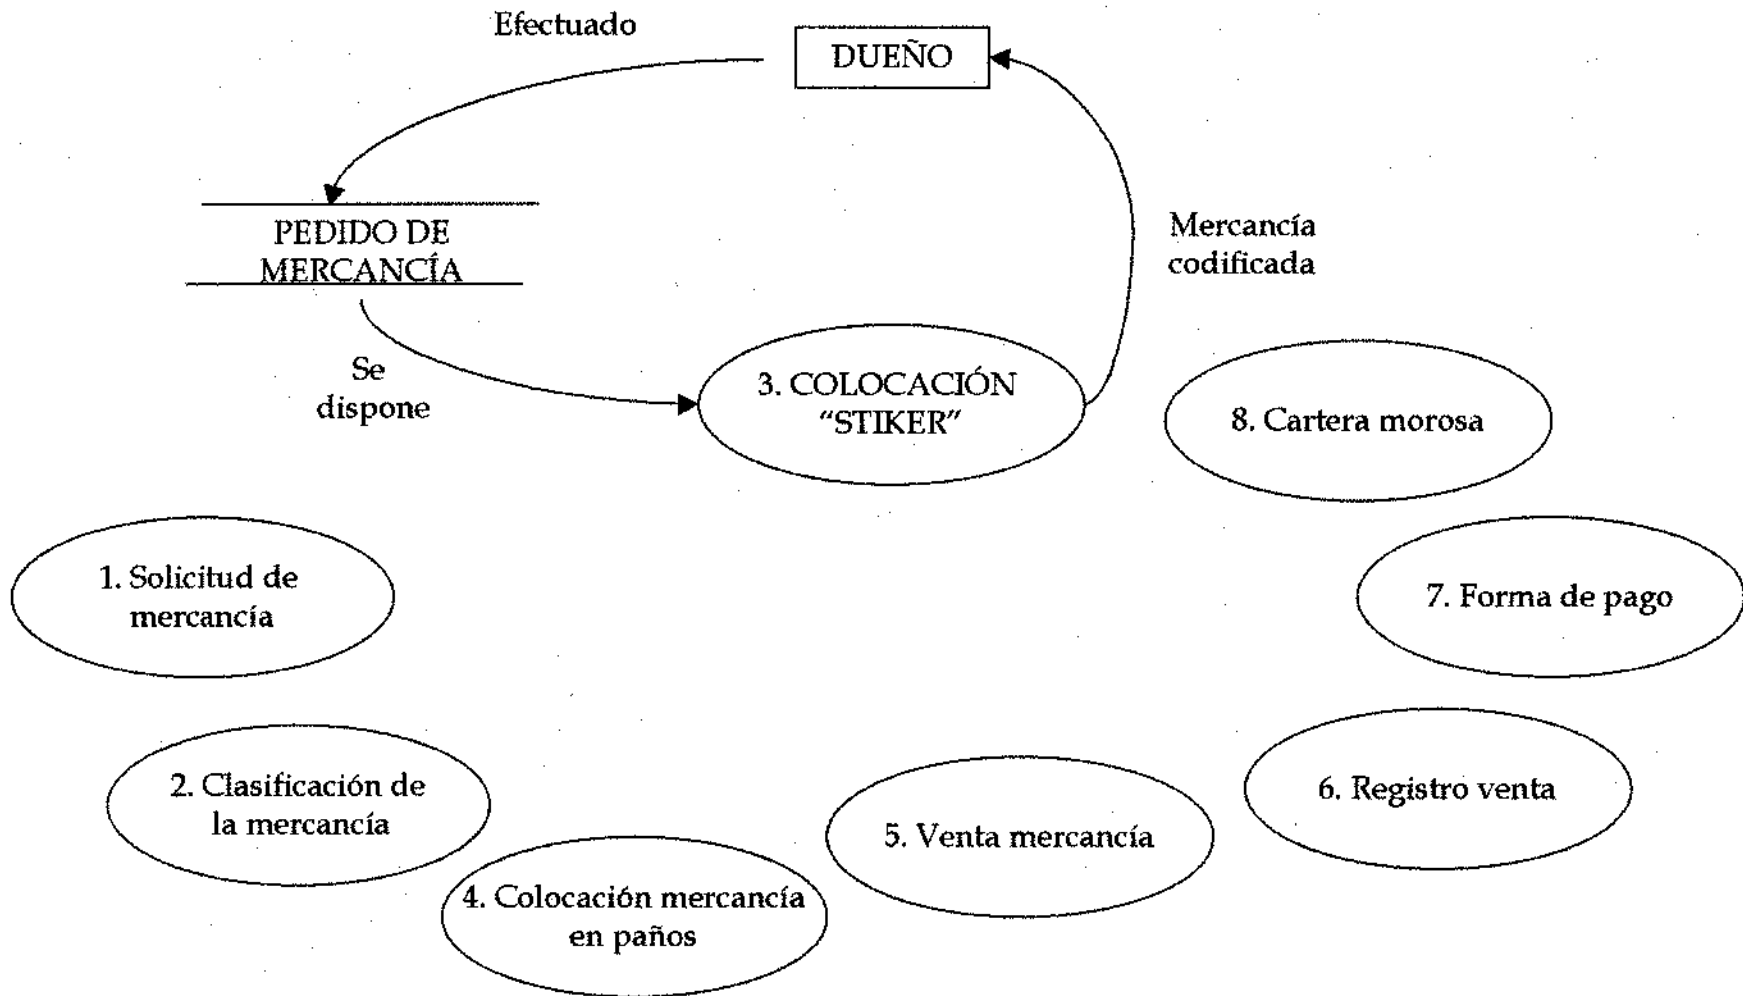 Efectuado
DUEÑO
PEDIDO DE
MERCANCÍA
Mercancía
codificada
Se
dispone
3. COLOCACIÓN
“STIKER”
8. Cartera morosa
1. Solicitud de
mercancía
7. Forma de pago
2. Clasificación de
la mercancía
6. Registro venta
5. Venta mercancía
4. Colocación mercancía
en paños